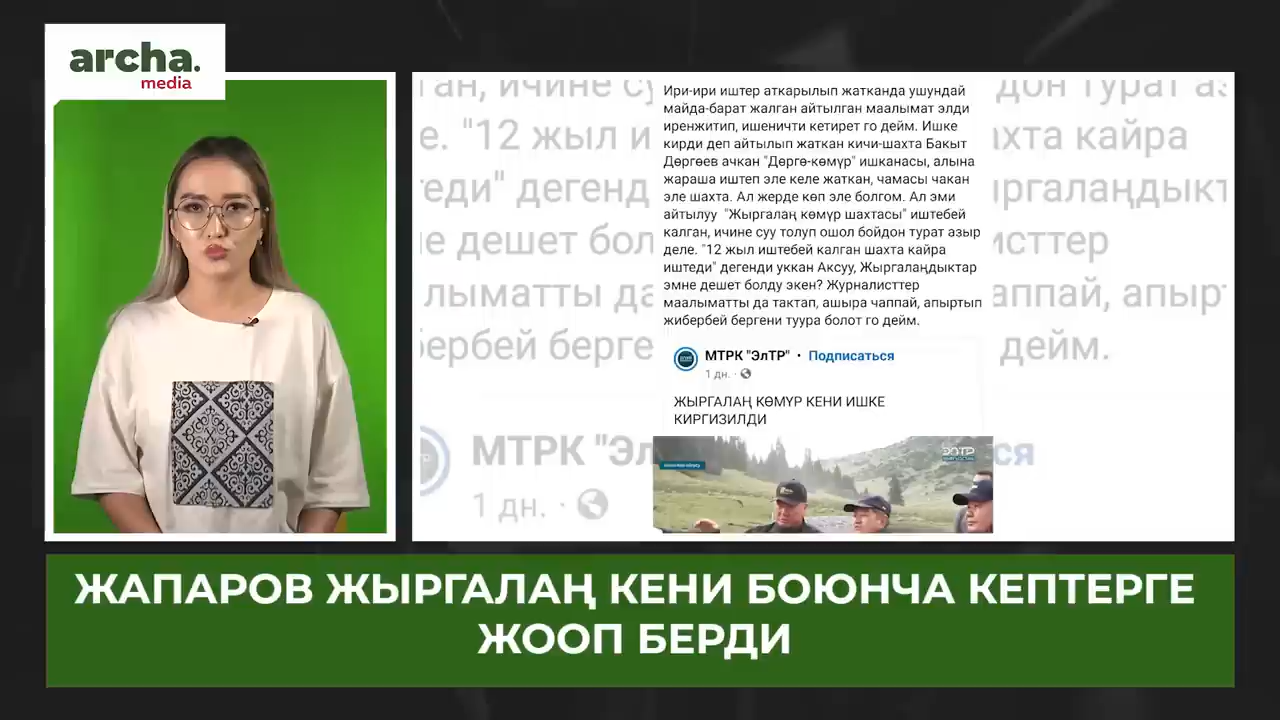 archa.
media
Ири-ири иштер аткарылып жатканда ушундай
майда-барат жалган айтылган маалымат элди
иренжитип, ишеничти кетирет го дейм. Ишке
кирди деп айтылып жаткан кичи-шахта Бакыт
Дөргөев ачкан "Дөргө-көмүр" ишканасы, алына
жараша иштеп эле келе жаткан, чамасы чакан
эле шахта. Ал жерде көп эле болгом. Ал эми
айтылуу "Жыргалаң көмүр шахтасы" иштебей
калган, ичине суу толуп ошол бойдон турат азыр
деле. "12 жыл иштебей калган шахта кайра
иштеди" дегенди уккан Аксуу, Жыргалаңдыктар
эмне дешет болду экен? Журналисттер
маалыматты да тактап, ашыра чаппай, апыртып
жибербей бергени туура болот го дейм.
МТРК "ЭлТР" · Подписаться
1 дн. ·
ЖЫРГАЛАҢ КӨМҮР КЕНИ ИШКЕ
КИРГИЗИЛДИ
ЭЛТР
ЖАПАРОВ ЖЫРГАЛАҢ КЕНИ БОЮНЧА КЕПТЕРГЕ
ЖООП БЕРДИ